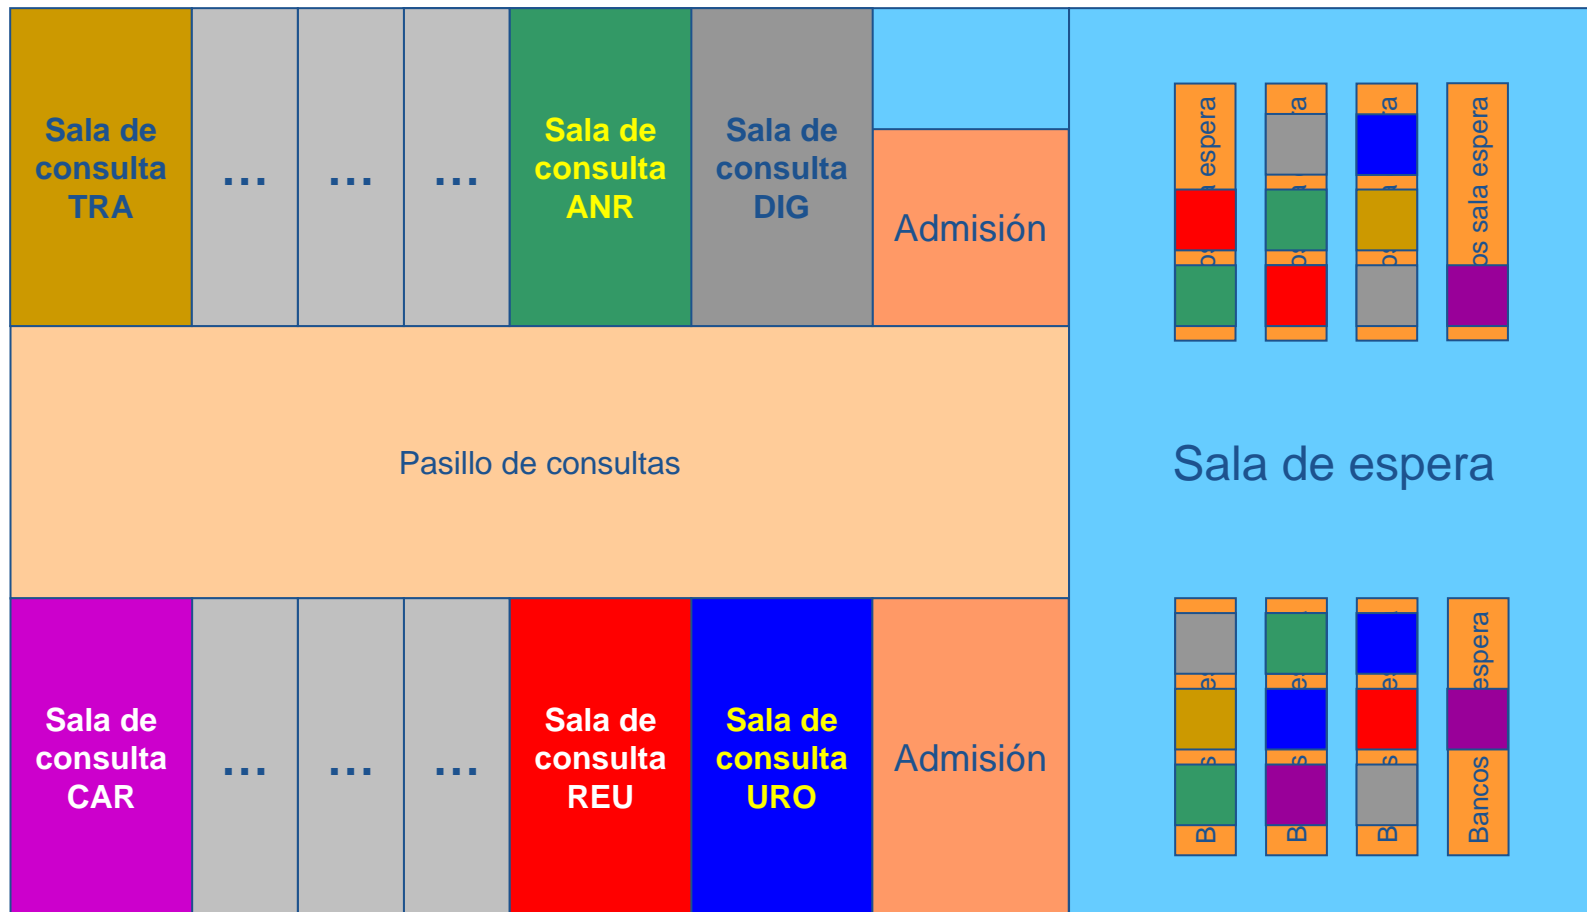 Sala de
consulta
TRA
...
...
...
Sala de
consulta
ANR
Sala de
consulta
DIG
Admisión
Pasillo de consultas
Sala de
consulta
CAR
...
...
...
Sala de
consulta
REU
Sala de
consulta
URO
Admisión
Sala de espera
espera
sala espera
Bancos
espera